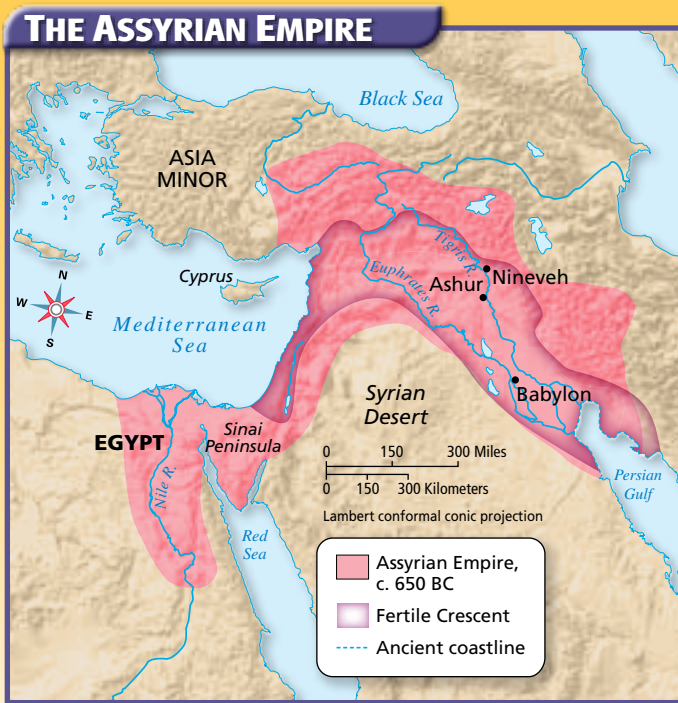 THE ASSYRIAN EMPIRE
Black Sea
ASIA
MINOR
Tigris R.
Nineveh
Cyprus
Euphrates R.
Ashur
N
W
E
S
Mediterranean
Sea
Babylon
Syrian
Desert
EGYPT
Sinai
Peninsula
Nile R.
0 150 300 Miles
0 150 300 Kilometers
Lambert conformal conic projection
Persian
Gulf
Red
Sea
Assyrian Empire,
c. 650 BC
Fertile Crescent
Ancient coastline